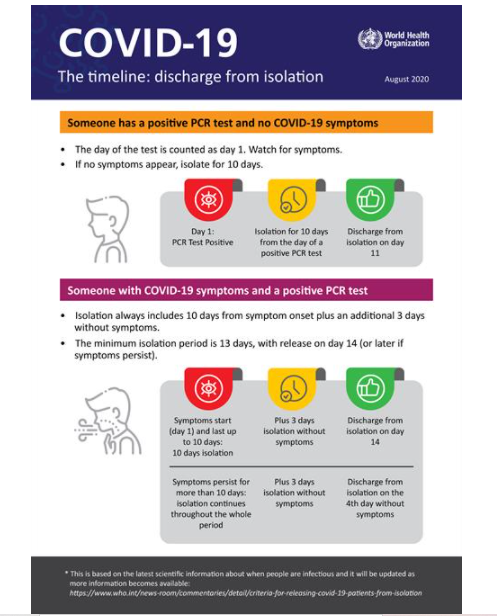 COVID-19
World Health
Organization
The timeline: discharge from isolation
August 2020
Someone has a positive PCR test and no COVID-19 symptoms
• The day of the test is counted as day 1. Watch for symptoms.
• If no symptoms appear, isolate for 10 days.
Day 1:
PCR Test Positive
Isolation for 10 days
from the day of a
positive PCR test
Discharge from
isolation on day
11
Someone with COVID-19 symptoms and a positive PCR test
• Isolation always includes 10 days from symptom onset plus an additional 3 days
without symptoms.
• The minimum isolation period is 13 days, with release on day 14 (or later if
symptoms persist).
Symptoms start
(day 1) and last up
to 10 days:
10 days isolation
Plus 3 days
isolation without
symptoms
Discharge from
isolation on day
14
Symptoms persist for
more than 10 days:
isolation continues
throughout the whole
period
Plus 3 days
isolation without
symptoms
Discharge from
isolation on the
4th day without
symptoms
* This is based on the latest scientific information about when people are infectious and it will be updated as
more information becomes available:
https://www.who.int/news-room/commentaries/detail/criteria-for-releasing-covid-19-patients-from-isolation